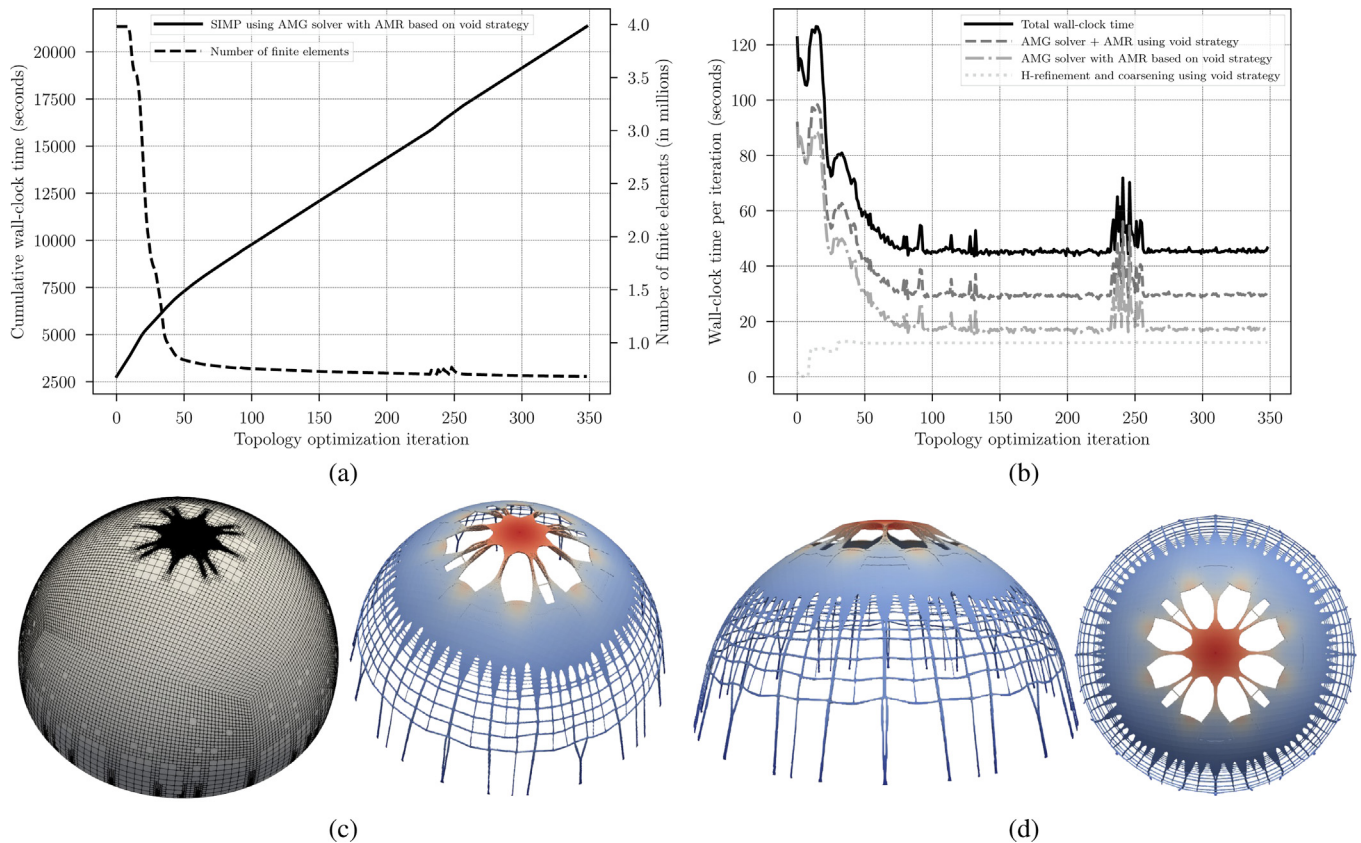 SIMP using AMG solver with AMR based on void strategy
Number of finite elements
Cumulative wall-clock time (seconds)
20000
17500
15000
12500
10000
7500
5000
2500
Number of finite elements (in millions)
4.0
3.5
3.0
2.5
2.0
1.5
1.0
0 50 100 150 200 250 300 350
Topology optimization iteration
(a)
Total wall-clock time
AMG solver + AMR using void strategy
AMG solver with AMR based on void strategy
H-refinement and coarsening using void strategy
Wall-clock time per iteration (seconds)
120
100
80
60
40
20
0
0 50 100 150 200 250 300 350
Topology optimization iteration
(b)
(c)
(d)